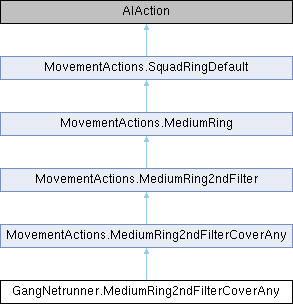 AIAction
MovementActions.SquadRingDefault
MovementActions.MediumRing
MovementActions.MediumRing2ndFilter
MovementActions.MediumRing2ndFilterCoverAny
GangNetrunner.MediumRing2ndFilterCoverAny